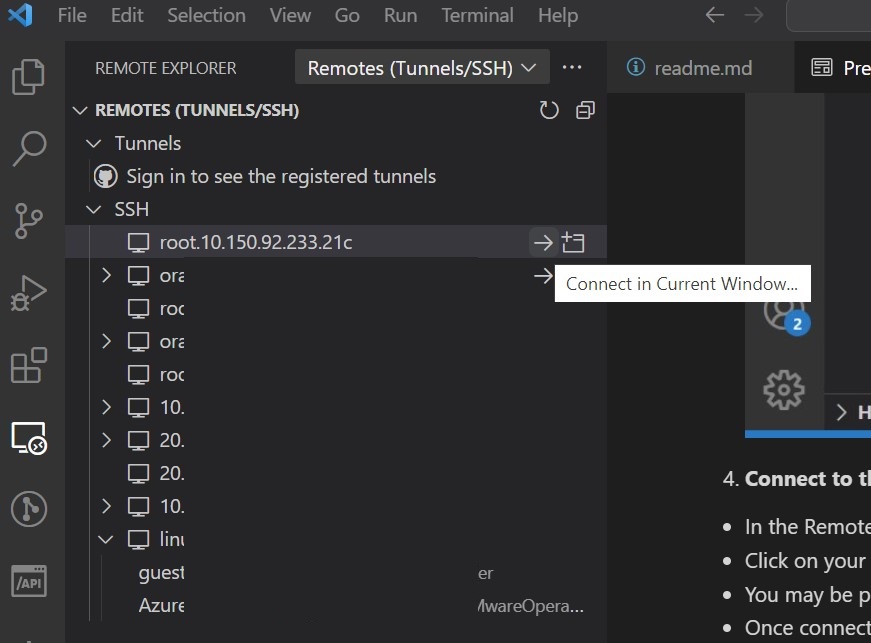 File Edit Selection View Go Run Terminal Help
REMOTE EXPLORER Remotes (Tunnels/SSH) ... readme.md Pre
REMOTES (TUNNELS/SSH)
Tunnels
Sign in to see the registered tunnels
SSH
root.10.150.92.233.21c
ora
Connect in Current Window...
roc
2
ora
roc
10.
H
20.
20.
4. Connect to th
10.
In the Remote
linu
Click on your
guest er
You may be p
Azure MwareOpera...
Once connect
/API